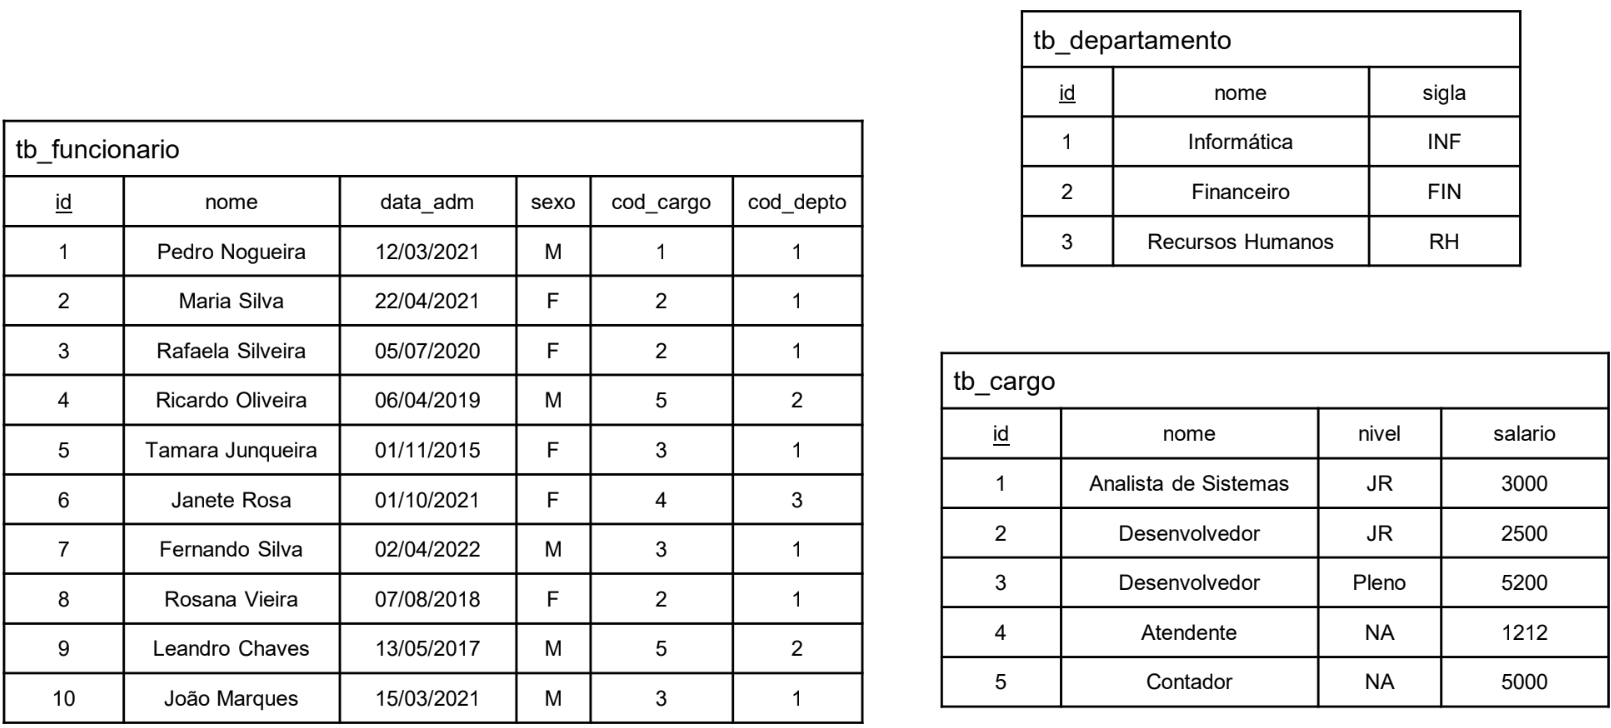 tb_funcionario
id nome data_adm sexo cod_cargo cod_depto
1 Pedro Nogueira 12/03/2021 M 1 1
2 Maria Silva 22/04/2021 F 2 1
3 Rafaela Silveira 05/07/2020 F 2 1
4 Ricardo Oliveira 06/04/2019 M 5 2
5 Tamara Junqueira 01/11/2015 F 3 1
6 Janete Rosa 01/10/2021 F 4 3
7 Fernando Silva 02/04/2022 M 3 1
8 Rosana Vieira 07/08/2018 F 2 1
9 Leandro Chaves 13/05/2017 M 5 2
10 João Marques 15/03/2021 M 3 1
tb_departamento
id nome sigla
1 Informática INF
2 Financeiro FIN
3 Recursos Humanos RH
tb_cargo
id nome nivel salario
1 Analista de Sistemas JR 3000
2 Desenvolvedor JR 2500
3 Desenvolvedor Pleno 5200
4 Atendente NA 1212
5 Contador NA 5000